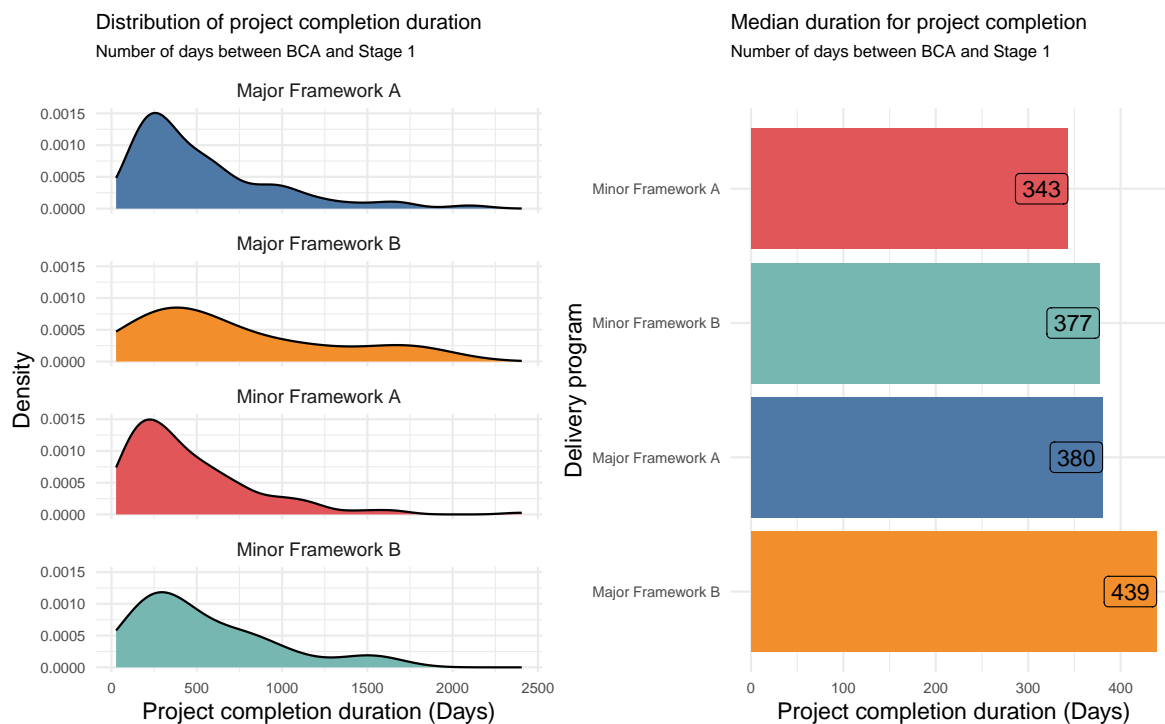 Distribution of project completion duration
Number of days between BCA and Stage 1
Major Framework A
0.0015
0.0010
0.0005
0.0000
Major Framework B
0.0015
0.0010
0.0005
0.0000
Minor Framework A
0.0015
0.0010
0.0005
0.0000
Minor Framework B
0.0015
0.0010
0.0005
0.0000
0 500 1000 1500 2000 2500
Density
Project completion duration (Days)
Median duration for project completion
Number of days between BCA and Stage 1
Delivery program
Minor Framework A
343
Minor Framework B
377
Major Framework A
380
Major Framework B
439
0 100 200 300 400
Project completion duration (Days)